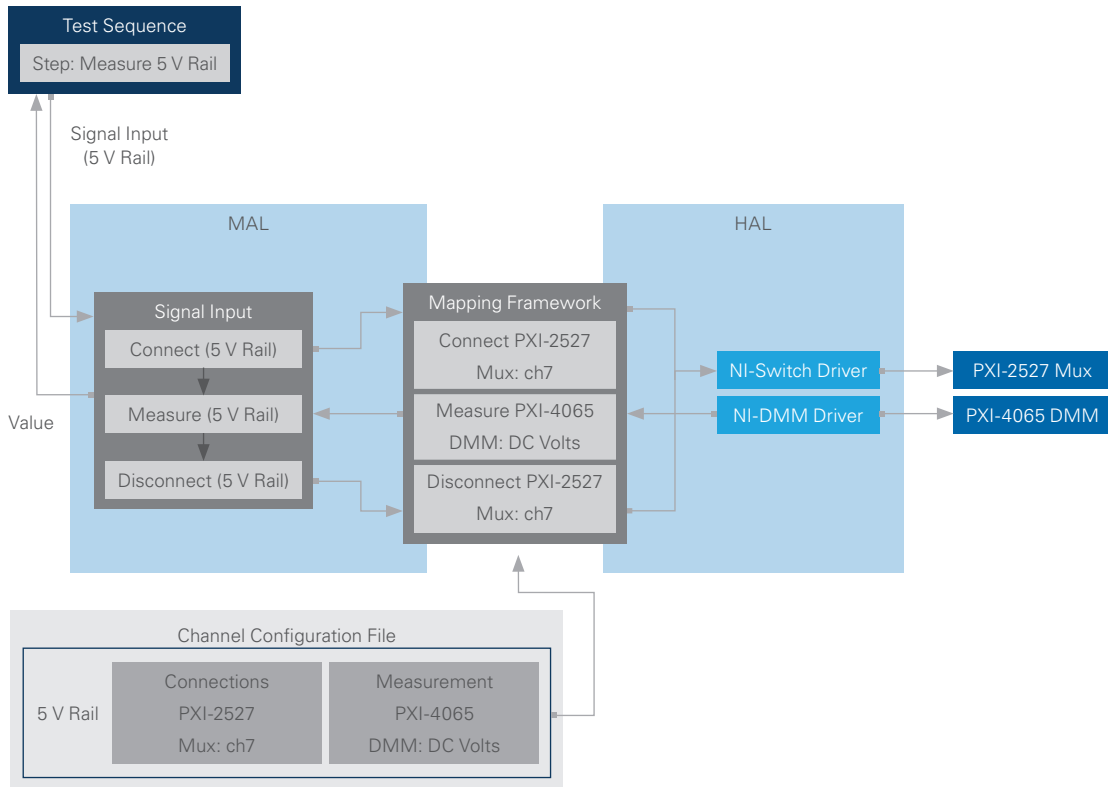 Test Sequence
Step: Measure 5 V Rail
Signal Input
(5 V Rail)
MAL
HAL
Signal Input
Connect (5 V Rail)
Measure (5 V Rail)
Disconnect (5 V Rail)
Value
Mapping Framework
Connect PXI-2527
Mux: ch7
Measure PXI-4065
DMM: DC Volts
Disconnect PXI-2527
Mux: ch7
NI-Switch Driver
NI-DMM Driver
PXI-2527 Mux
PXI-4065 DMM
Channel Configuration File
5 V Rail
Connections
PXI-2527
Mux: ch7
Measurement
PXI-4065
DMM: DC Volts